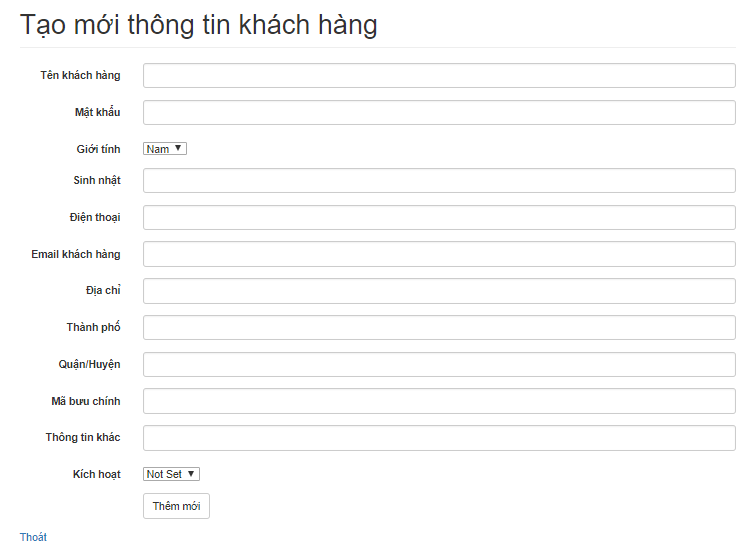 Tạo mới thông tin khách hàng
Tên khách hàng
Mật khẩu
Giới tính Nam
Sinh nhật
Điện thoại
Email khách hàng
Địa chỉ
Thành phố
Quận/Huyện
Mã bưu chính
Thông tin khác
Kích hoạt Not Set
Thêm mới
Thoát